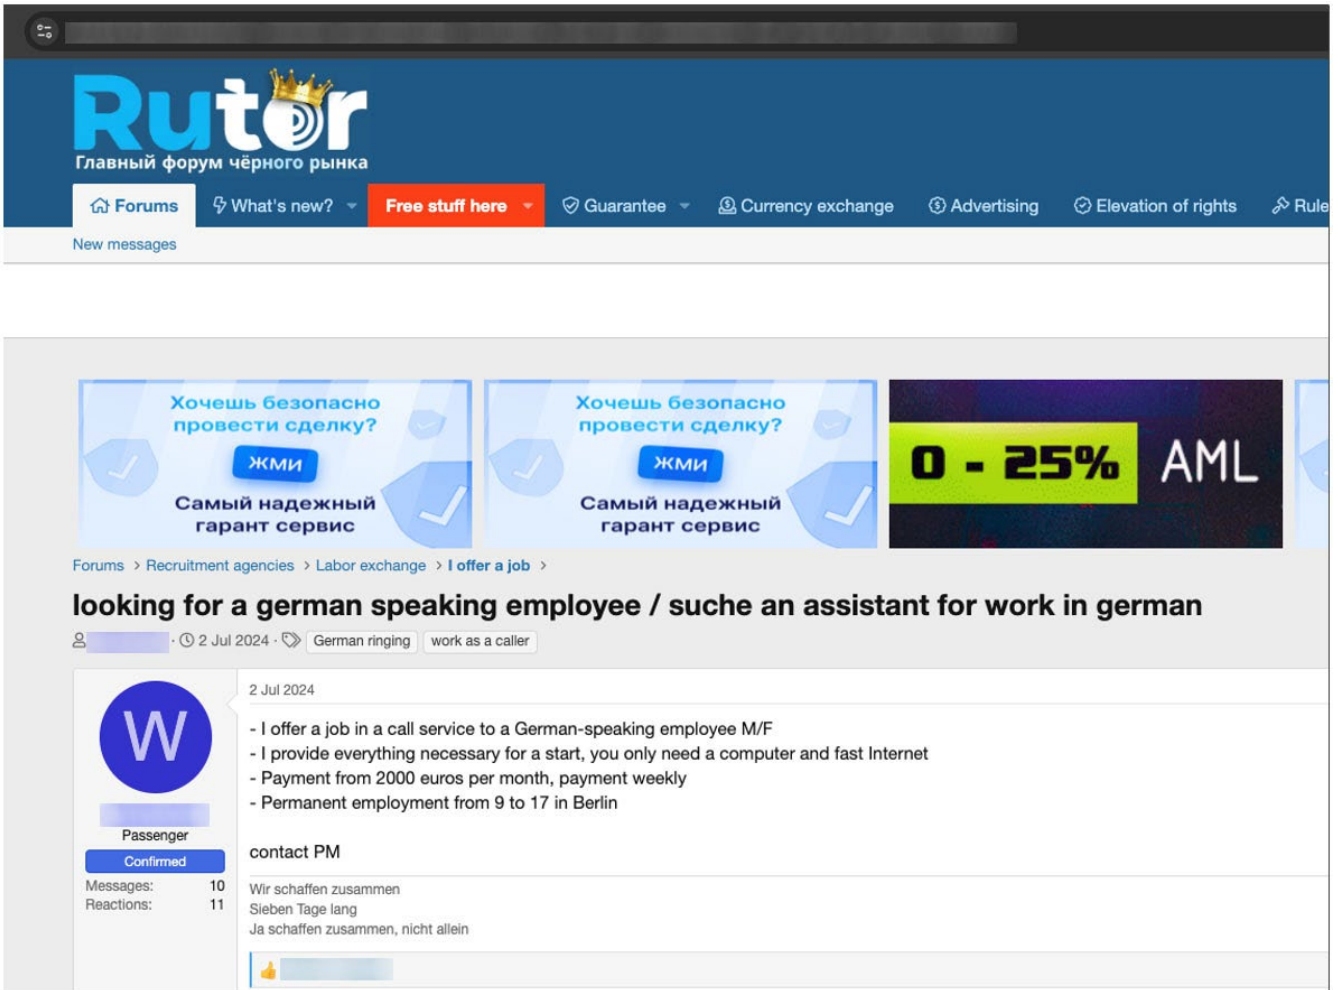 Rutor
Главный форум чёрного рынка
Forums
What's new?
Free stuff here
Guarantee
Currency exchange
Advertising
Elevation of rights
Rule
New messages
Хочешь безопасно
провести сделку?
ЖМИ
Самый надежный
гарант сервис
Хочешь безопасно
провести сделку?
ЖМИ
Самый надежный
гарант сервис
0 - 25% AML
Forums > Recruitment agencies > Labor exchange > I offer a job >
looking for a german speaking employee / suche an assistant for work in german
· 2 Jul 2024 · German ringing work as a caller
W
Passenger
Confirmed
Messages: 10
Reactions: 11
2 Jul 2024
- I offer a job in a call service to a German-speaking employee M/F
- I provide everything necessary for a start, you only need a computer and fast Internet
- Payment from 2000 euros per month, payment weekly
- Permanent employment from 9 to 17 in Berlin
contact PM
Wir schaffen zusammen
Sieben Tage lang
Ja schaffen zusammen, nicht allein